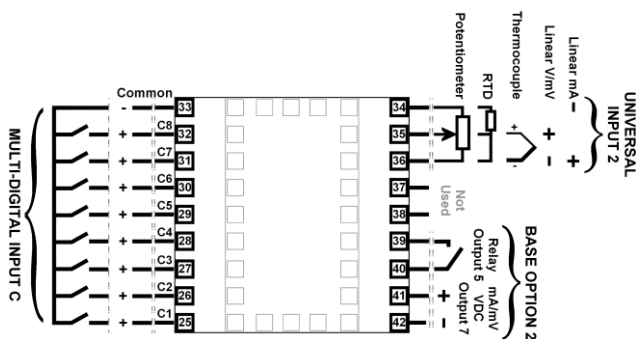 MULTI-DIGITAL INPUT C
Common - 33
C8 + 32
C7 + 31
C6 + 30
C5 + 29
C4 + 28
C3 + 27
C2 + 26
C1 + 25
34
35
36
37
38
39
40
41
42
Potentiometer
RTD
Thermocouple
+
-
Linear V/mV
+
-
Linear mA
-
+
UNIVERSAL
INPUT 2
Not
Used
Relay
Output 5
mA/mV
VDC
Output 7
+
-
BASE OPTION 2